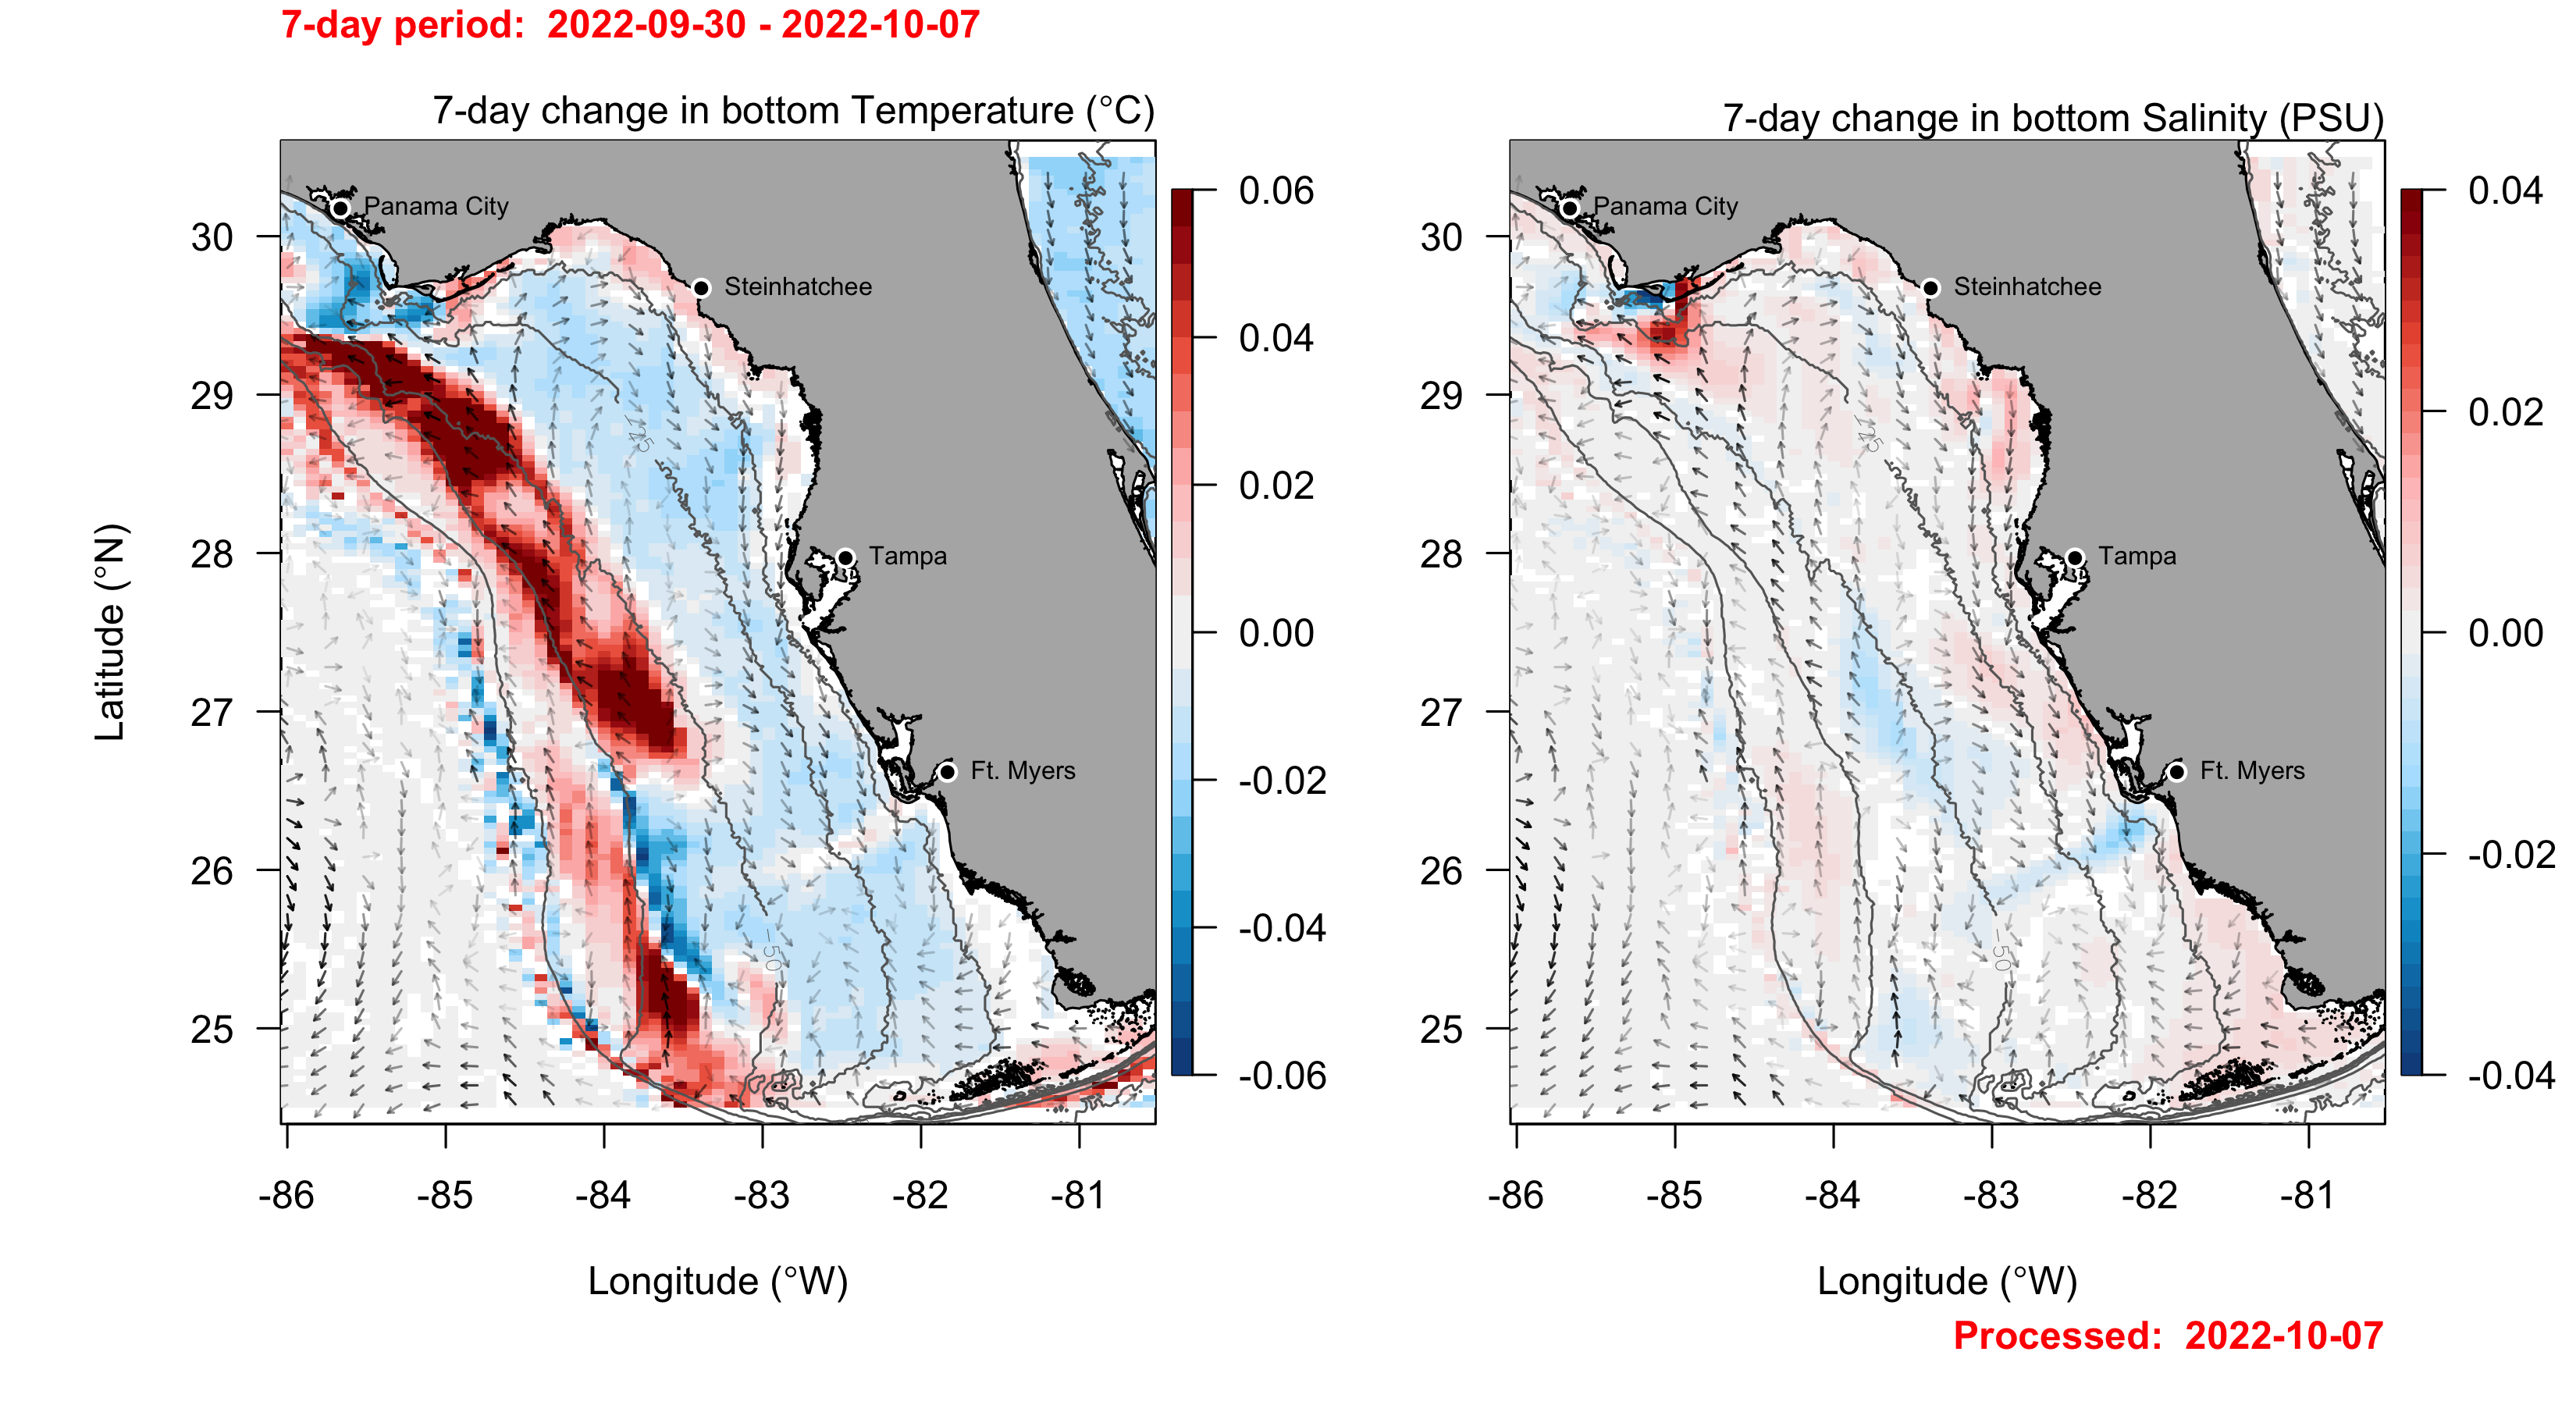 7-day period:  2022-09-30 - 2022-10-07
7-day change in bottom Temperature (°C)
Panama City
Steinhatchee
Tampa
Ft. Myers
-25
-50
30
29
28
27
26
25
Latitude (°N)
-86
-85
-84
-83
-82
-81
Longitude (°W)
0.06
0.04
0.02
0.00
-0.02
-0.04
-0.06
7-day change in bottom Salinity (PSU)
Panama City
Steinhatchee
Tampa
Ft. Myers
-25
-50
30
29
28
27
26
25
-86
-85
-84
-83
-82
-81
Longitude (°W)
0.04
0.02
0.00
-0.02
-0.04
Processed:  2022-10-07